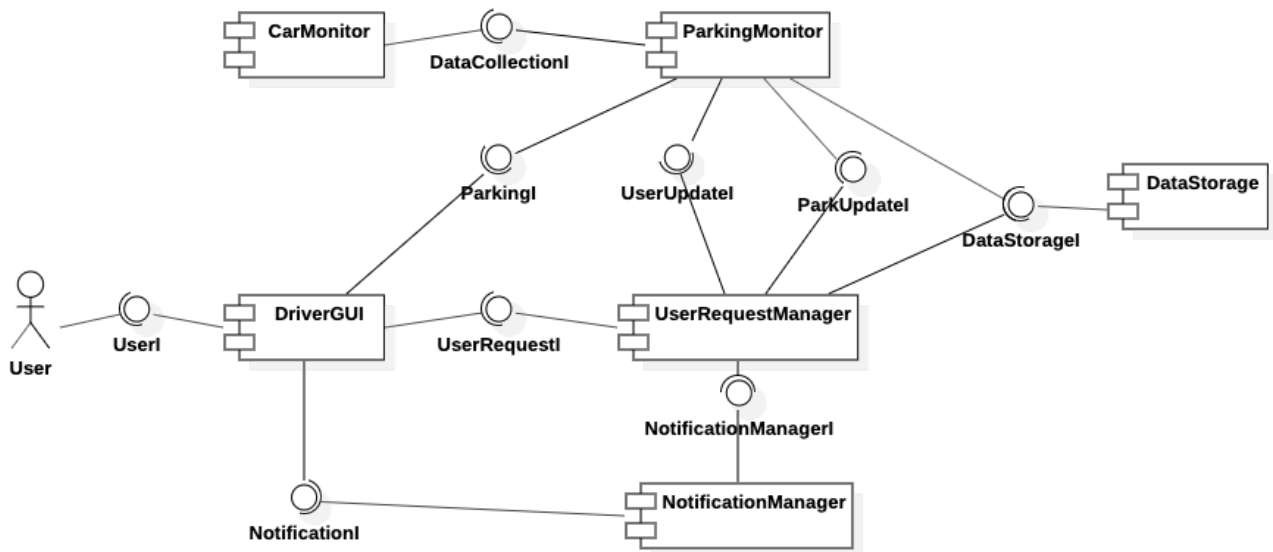 CarMonitor
ParkingMonitor
DataCollectionI
ParkingI
UserUpdateI
ParkUpdateI
DataStorage
DataStorageI
DriverGUI
UserRequestManager
UserI
UserRequestI
User
NotificationManagerI
NotificationManager
NotificationI